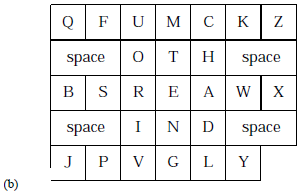 Q F U M C K Z
space O T H space
B S R E A W X
space I N D space
J P V G L Y
(b)